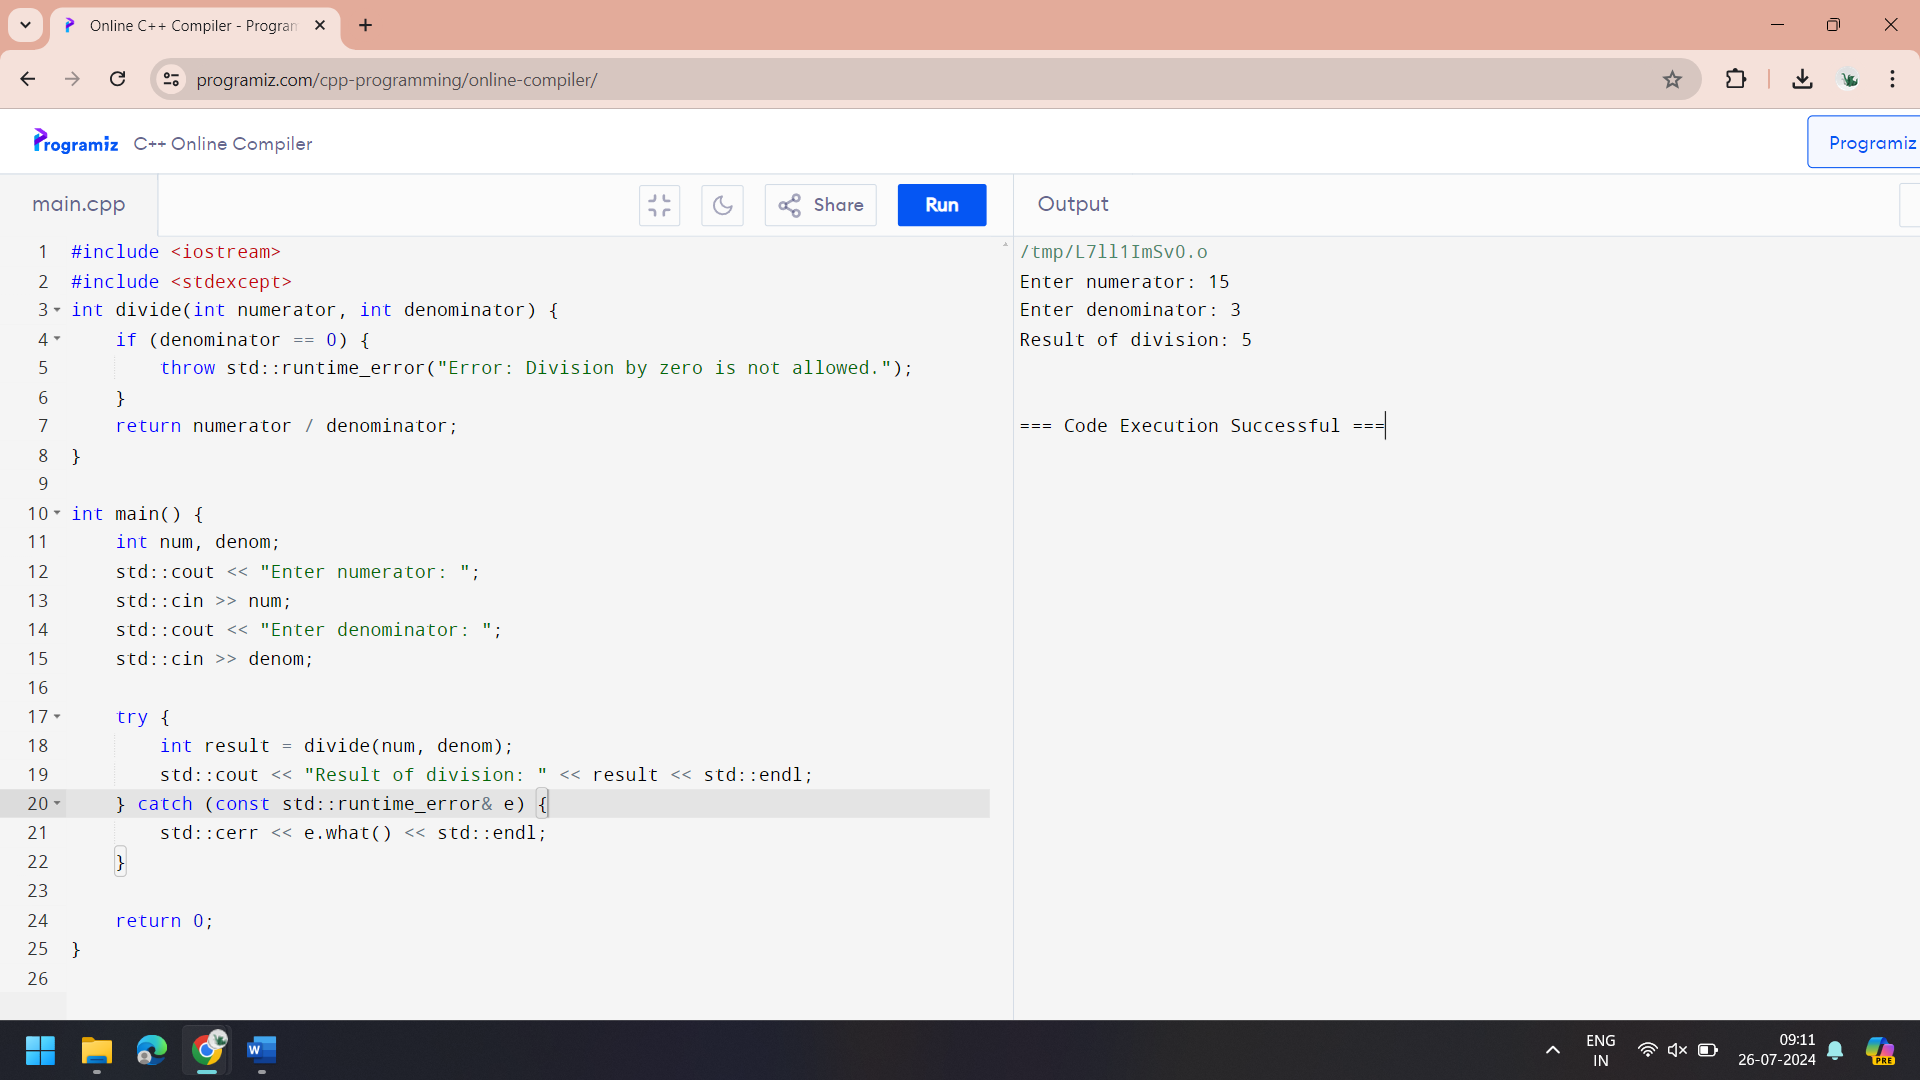 Online C++ Compiler - Program
programiz.com/cpp-programming/online-compiler/
Programiz C++ Online Compiler
Programiz
main.cpp
Share
Run
Output
1 #include <iostream>
2 #include <stdexcept>
3 int divide(int numerator, int denominator) {
4 if (denominator == 0) {
5 throw std::runtime_error("Error: Division by zero is not allowed.");
6 }
7 return numerator / denominator;
8 }
9
10 int main() {
11 int num, denom;
12 std::cout << "Enter numerator: ";
13 std::cin >> num;
14 std::cout << "Enter denominator: ";
15 std::cin >> denom;
16
17 try {
18 int result = divide(num, denom);
19 std::cout << "Result of division: " << result << std::endl;
20 } catch (const std::runtime_error& e) {
21 std::cerr << e.what() << std::endl;
22 }
23
24 return 0;
25 }
26
/tmp/L7ll1ImSvO.o
Enter numerator: 15
Enter denominator: 3
Result of division: 5
=== Code Execution Successful ===
W
ENG
IN
09:11
26-07-2024
PRE